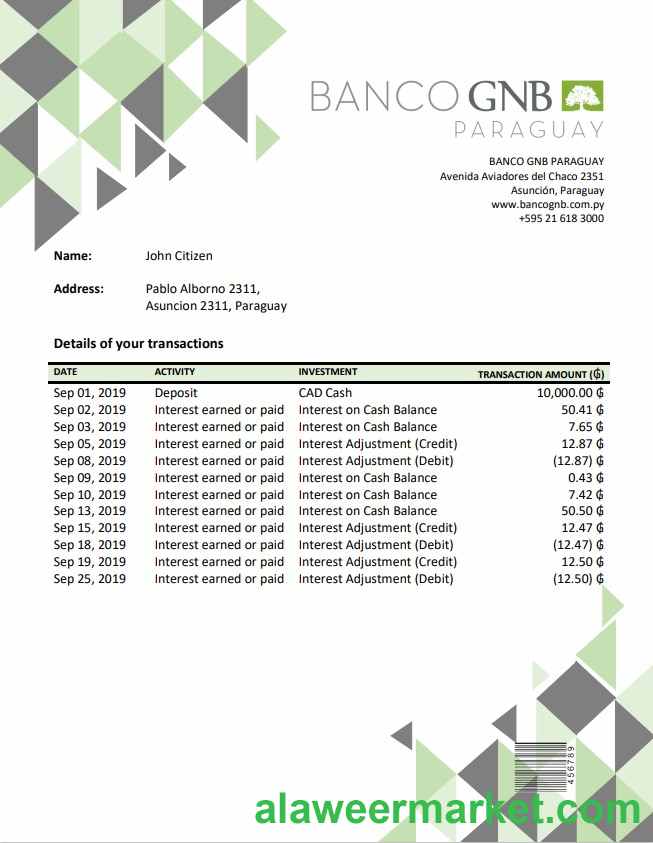 BANCO GNB
PARAGUAY
BANCO GNB PARAGUAY
Avenida Aviadores del Chaco 2351
Asunción, Paraguay
www.bancognb.com.py
+595 21 618 3000
Name: John Citizen
Address: Pablo Alborno 2311,
Asuncion 2311, Paraguay
Details of your transactions
DATE ACTIVITY INVESTMENT TRANSACTION AMOUNT (₲)
Sep 01, 2019 Deposit CAD Cash 10,000.00 ₲
Sep 02, 2019 Interest earned or paid Interest on Cash Balance 50.41 ₲
Sep 03, 2019 Interest earned or paid Interest on Cash Balance 7.65 ₲
Sep 05, 2019 Interest earned or paid Interest Adjustment (Credit) 12.87 ₲
Sep 08, 2019 Interest earned or paid Interest Adjustment (Debit) (12.87) ₲
Sep 09, 2019 Interest earned or paid Interest on Cash Balance 0.43 ₲
Sep 10, 2019 Interest earned or paid Interest on Cash Balance 7.42 ₲
Sep 13, 2019 Interest earned or paid Interest on Cash Balance 50.50 ₲
Sep 15, 2019 Interest earned or paid Interest Adjustment (Credit) 12.47 ₲
Sep 18, 2019 Interest earned or paid Interest Adjustment (Debit) (12.47) ₲
Sep 19, 2019 Interest earned or paid Interest Adjustment (Credit) 12.50 ₲
Sep 25, 2019 Interest earned or paid Interest Adjustment (Debit) (12.50) ₲
456789
alaweermarket.com